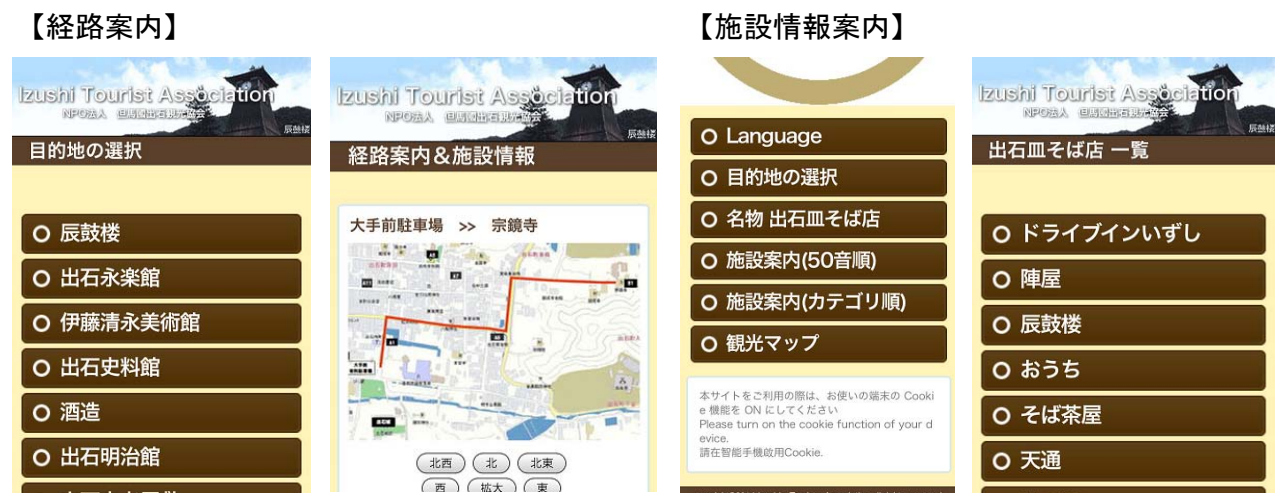 【経路案内】
Izushi Tourist Association
NPO法人 但馬國出石観光協会
辰鼓楼
目的地の選択
辰鼓楼
出石永楽館
伊藤清永美術館
出石史料館
酒造
出石明治館
Izushi Tourist Association
NPO法人 但馬國出石観光協会
辰鼓楼
経路案内&施設情報
大手前駐車場 >> 宗鏡寺
北西 北 北東
西 拡大 東
【施設情報案内】
Language
目的地の選択
名物 出石皿そば店
施設案内(50音順)
施設案内(カテゴリ順)
観光マップ
本サイトをご利用の際は、お使いの端末の Cooki
e 機能を ON にしてください
Please turn on the cookie function of your d
evice.
請在智能手機啟用Cookie.
Izushi Tourist Association
NPO法人 但馬國出石観光協会
辰鼓楼
出石皿そば店 一覧
ドライブインいずし
陣屋
辰鼓楼
おうち
そば茶屋
天通